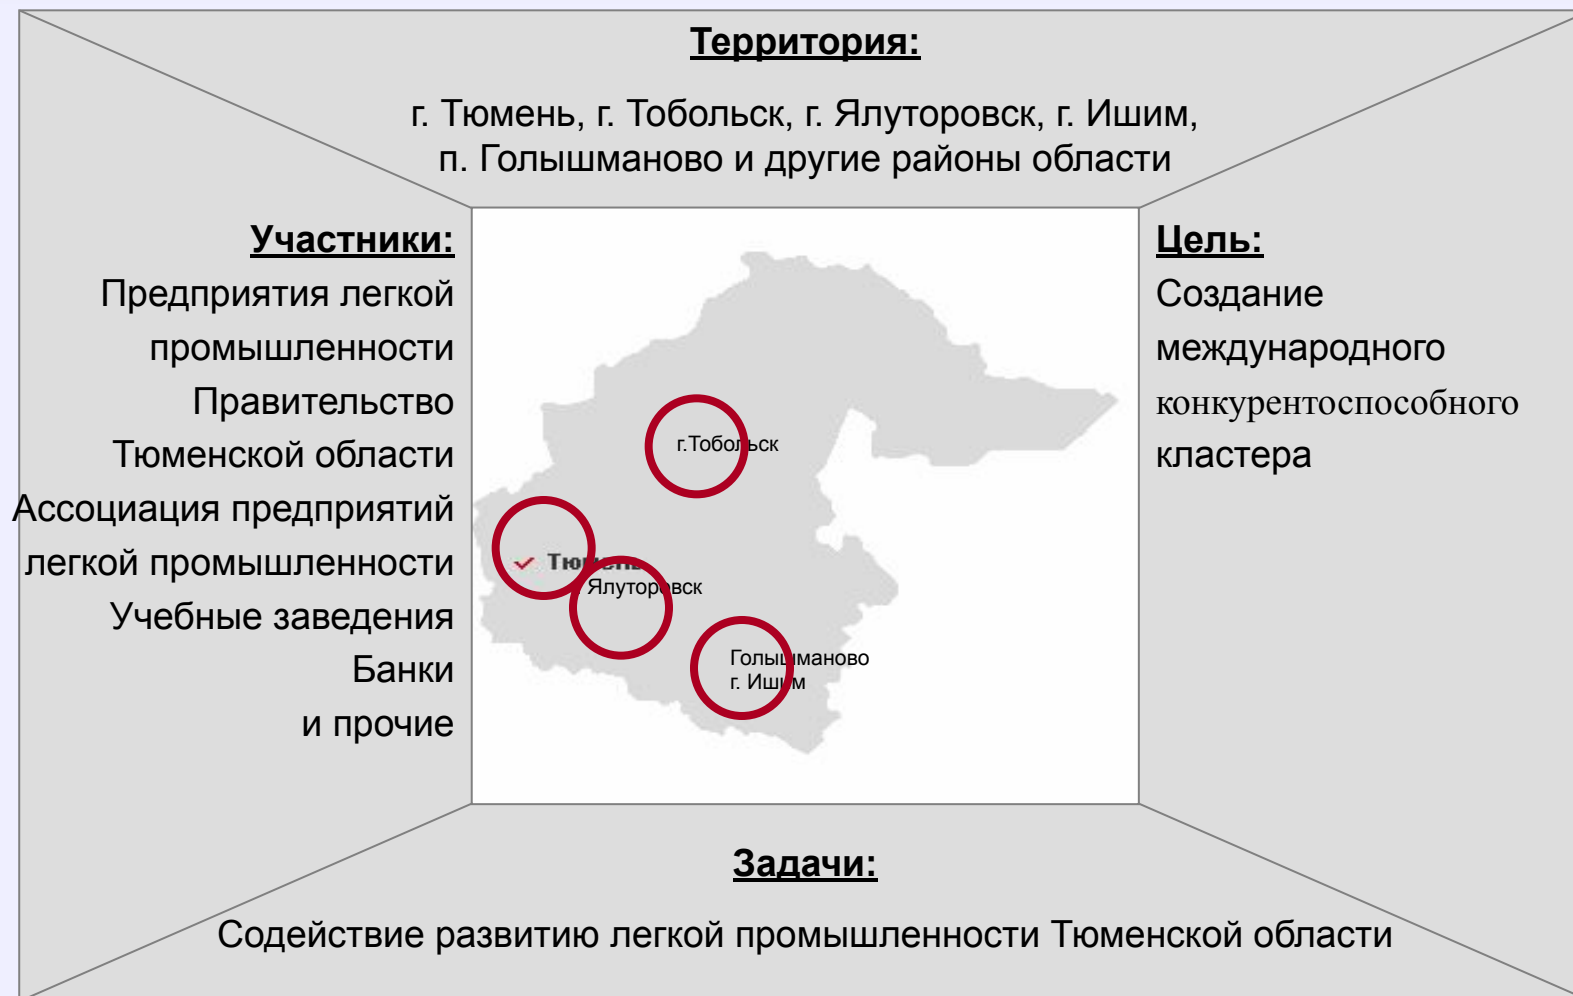 Территория:
г. Тюмень, г. Тобольск, г. Ялуторовск, г. Ишим,
п. Голышманово и другие районы области
Участники:
Предприятия легкой
промышленности
Правительство
Тюменской области
Ассоциация предприятий
легкой промышленности
Учебные заведения
Банки
и прочие
г.Тобольск
Тюмень
Ялуторовск
Голышманово
г. Ишим
Цель:
Создание
международного
конкурентоспособного
кластера
Задачи:
Содействие развитию легкой промышленности Тюменской области